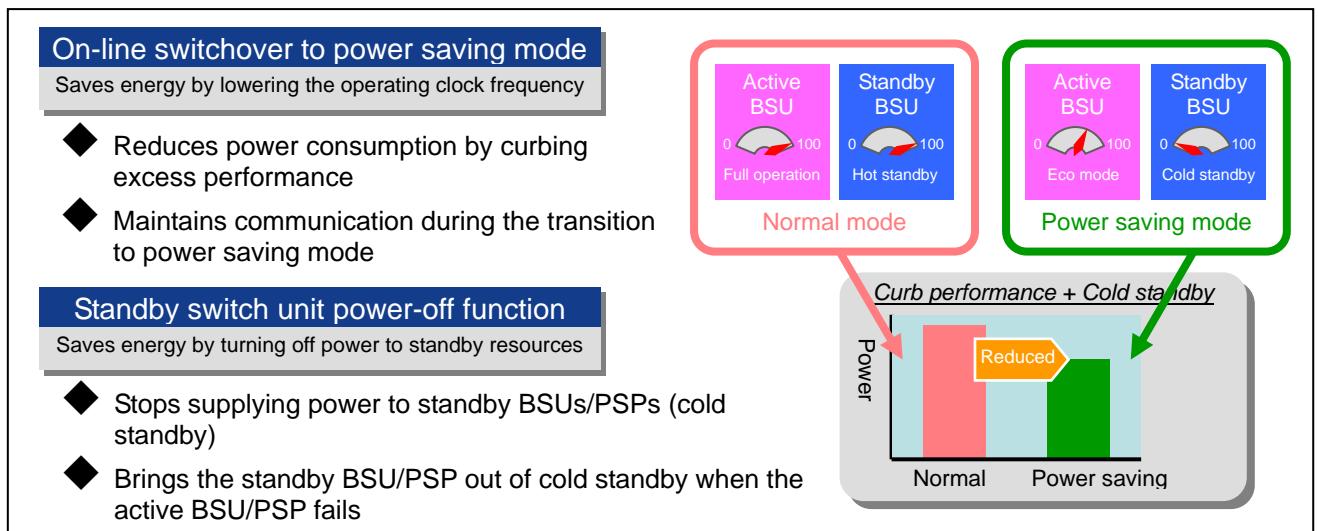 On-line switchover to power saving mode
Saves energy by lowering the operating clock frequency
Reduces power consumption by curbing
excess performance
Maintains communication during the transition
to power saving mode
Standby switch unit power-off function
Saves energy by turning off power to standby resources
Stops supplying power to standby BSUs/PSPs (cold
standby)
Brings the standby BSU/PSP out of cold standby when the
active BSU/PSP fails
Active
BSU
0 100
Full operation
Standby
BSU
0 100
Hot standby
Normal mode
Active
BSU
0 100
Eco mode
Standby
BSU
0 100
Cold standby
Power saving mode
Curb performance + Cold standby
Power
Reduced
Normal
Power saving